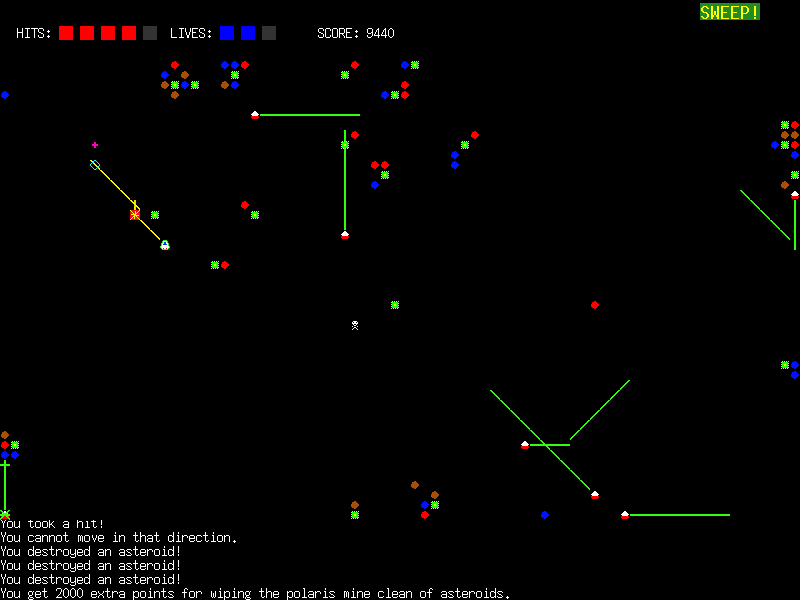 SWEEP!
HITS: LIVES: SCORE: 9440
You took a hit!
You cannot move in that direction.
You destroyed an asteroid!
You destroyed an asteroid!
You destroyed an asteroid!
You get 2000 extra points for wiping the polaris mine clean of asteroids.